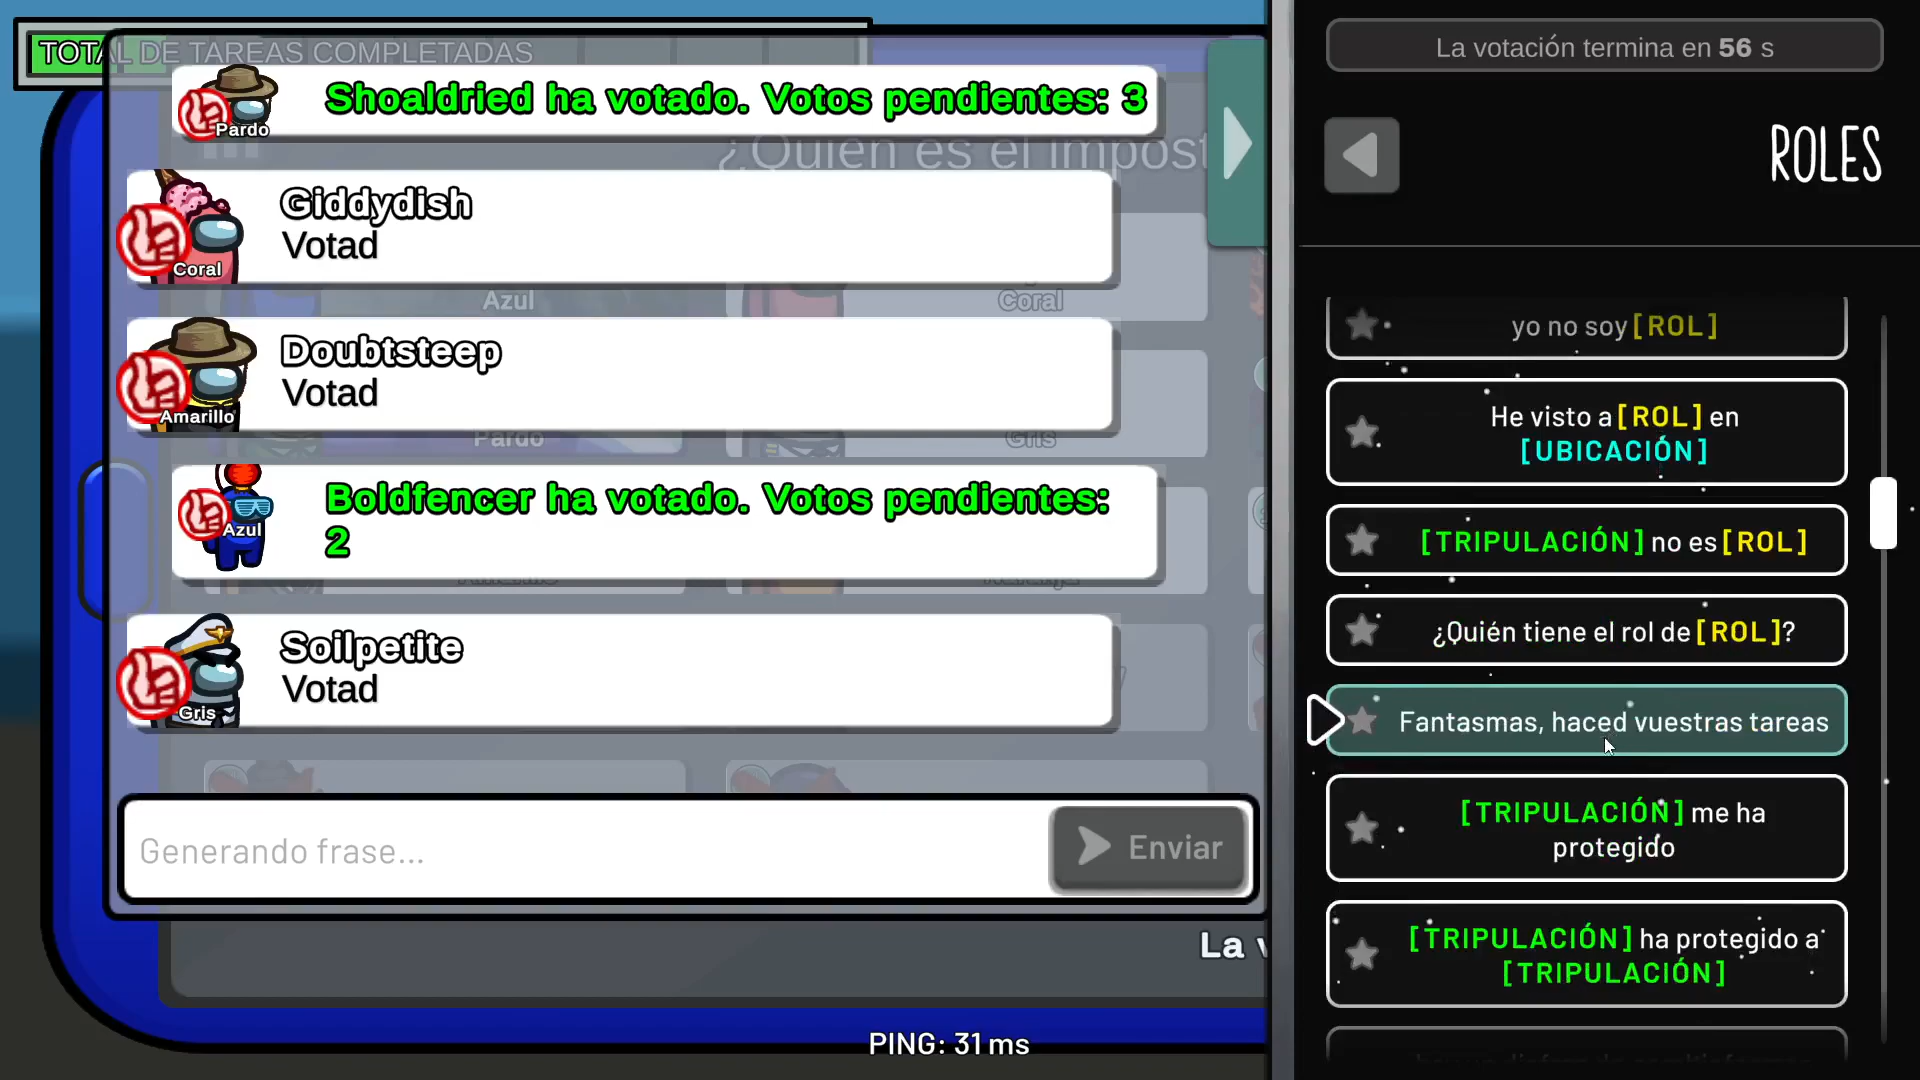 TOTAL DE TAREAS COMPLETADAS
Shoaldried ha votado. Votos pendientes: 3
Pardo
¿Quién es el impost
Giddydish
Votad
Coral
Azul
Coral
Doubtsteep
Votad
Amarillo
Pardo
Gris
Boldfencer ha votado. Votos pendientes:
2
Azul
Soilpetite
Votad
Gris
Generando frase...
Enviar
La v
PING: 31 ms
La votación termina en 56 s
ROLES
yo no soy [ROL]
He visto a [ROL] en
[UBICACIÓN]
[TRIPULACIÓN] no es [ROL]
¿Quién tiene el rol de [ROL]?
Fantasmas, haced vuestras tareas
[TRIPULACIÓN] me ha
protegido
[TRIPULACIÓN] ha protegido a
[TRIPULACIÓN]